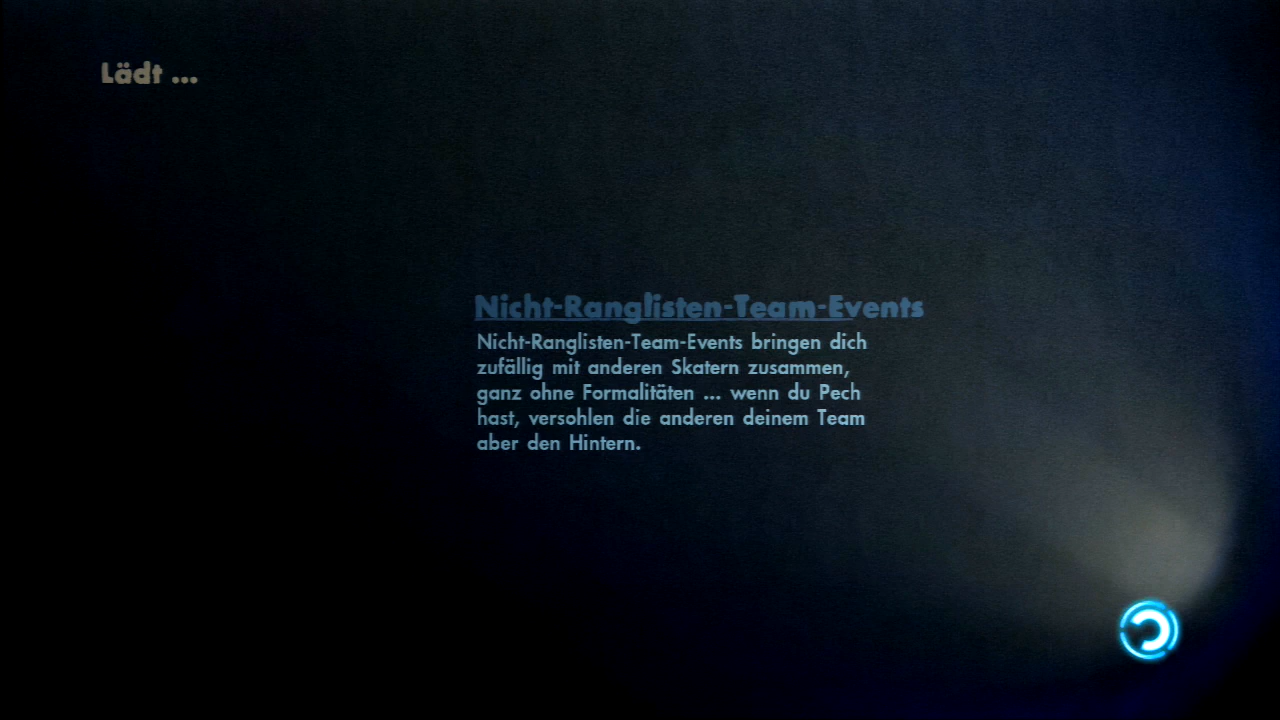 Lädt ...
Nicht-Ranglisten-Team-Events
Nicht-Ranglisten-Team-Events bringen dich
zufällig mit anderen Skatern zusammen,
ganz ohne Formalitäten ... wenn du Pech
hast, versohlen die anderen deinem Team
aber den Hintern.